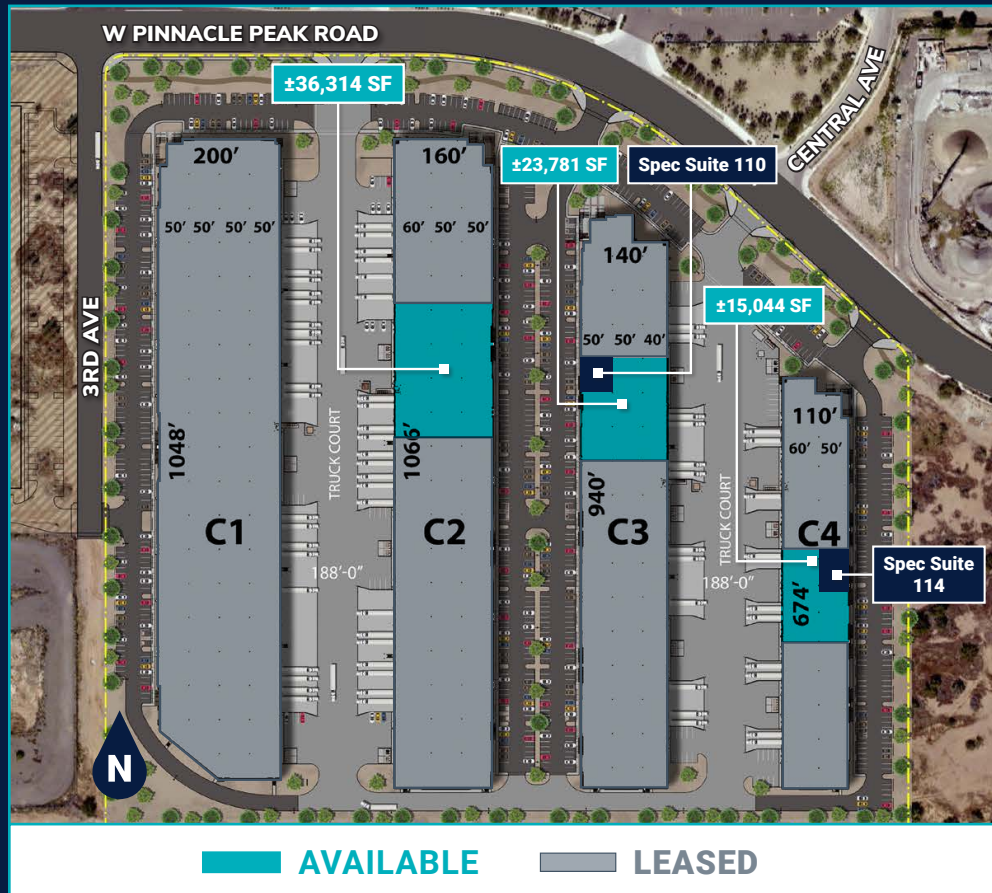 W PINNACLE PEAK ROAD
CENTRAL AVE
3RD AVE
±36,314 SF
±23,781 SF
Spec Suite 110
±15,044 SF
200’
50’ 50’ 50’ 50’
1048’
C1
TRUCK COURT
188’-0”
160’
60’ 50’ 50’
1066’
C2
140’
50’ 50’ 40’
940’
C3
TRUCK COURT
188’-0”
110’
60’ 50’
C4
674’
Spec Suite
114
N
AVAILABLE
LEASED